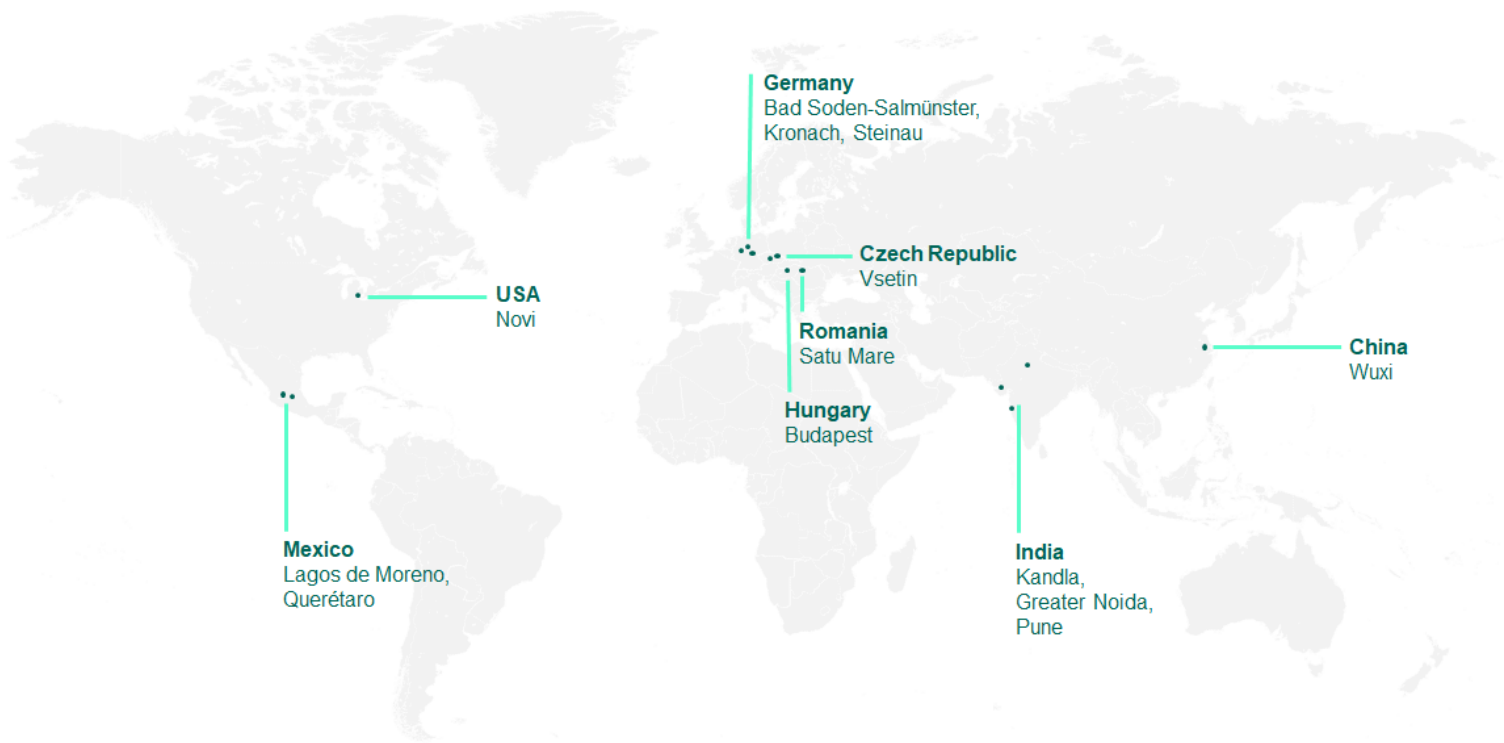 Germany
Bad Soden-Salmünster,
Kronach, Steinau
Czech Republic
Vsetin
USA
Novi
Romania
Satu Mare
China
Wuxi
Hungary
Budapest
Mexico
Lagos de Moreno,
Querétaro
India
Kandla,
Greater Noida,
Pune